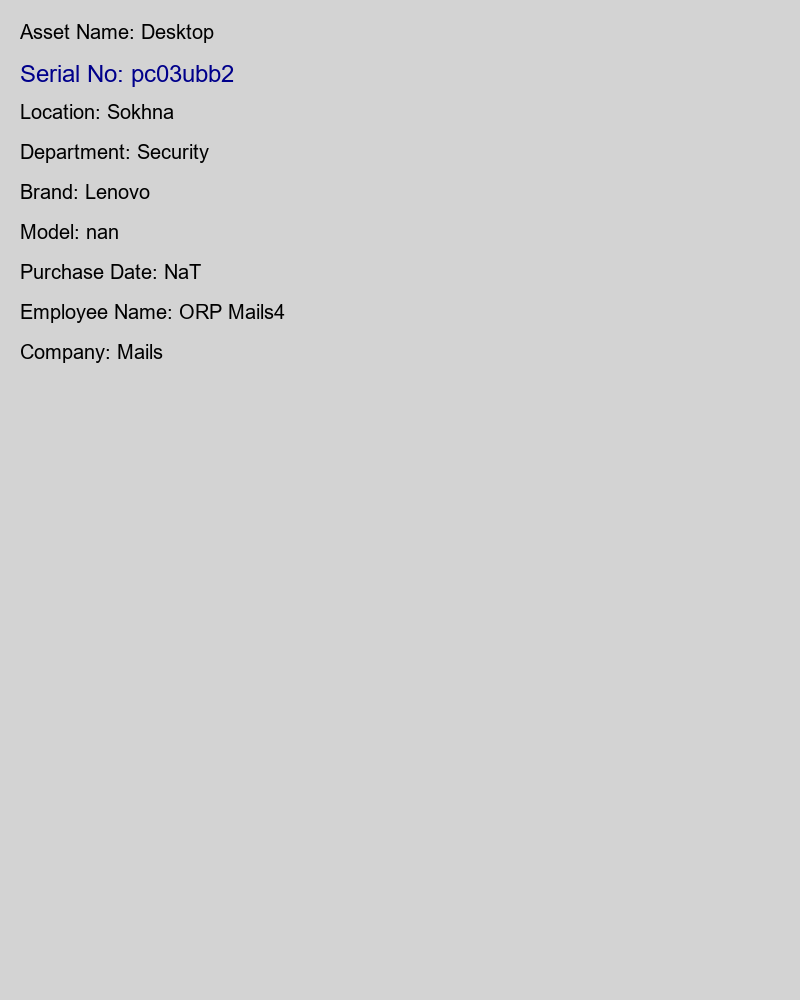 Asset Name: Desktop
Serial No: pc03ubb2
Location: Sokhna
Department: Security
Brand: Lenovo
Model: nan
Purchase Date: NaT
Employee Name: ORP Mails4
Company: Mails